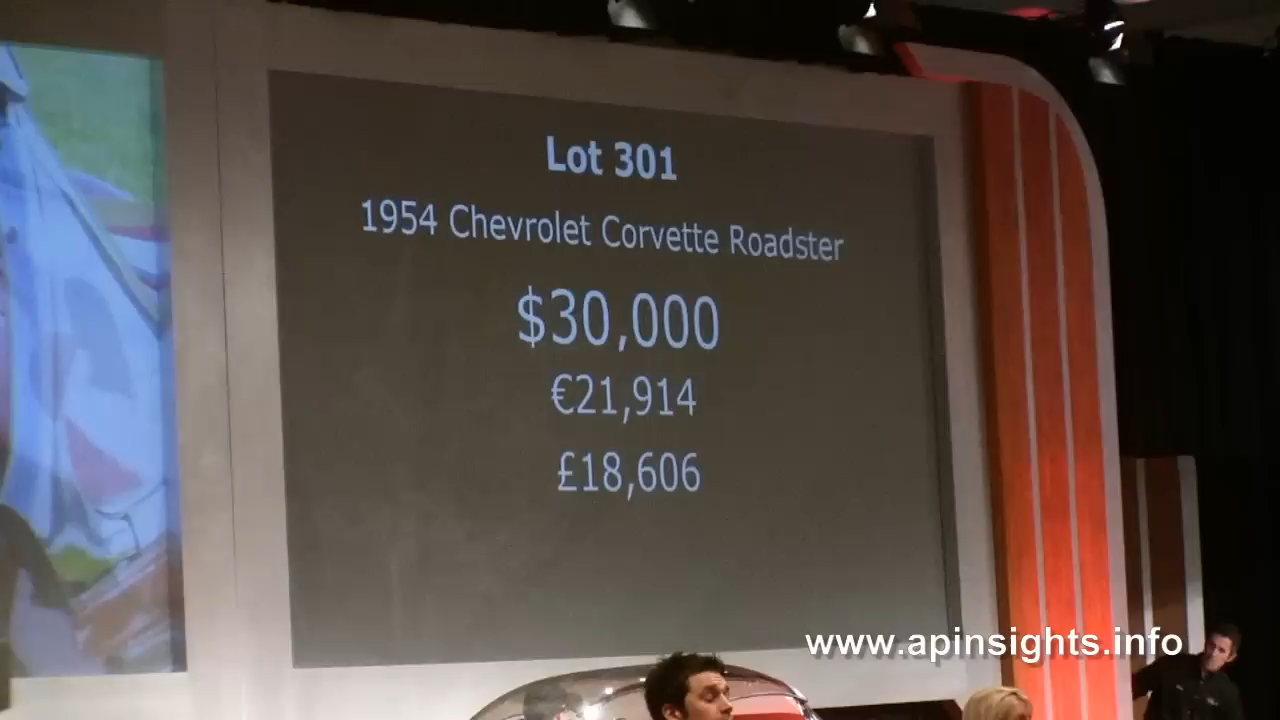 Lot 301
1954 Chevrolet Corvette Roadster
$30,000
€21,914
£18,606
www.apinsights.info